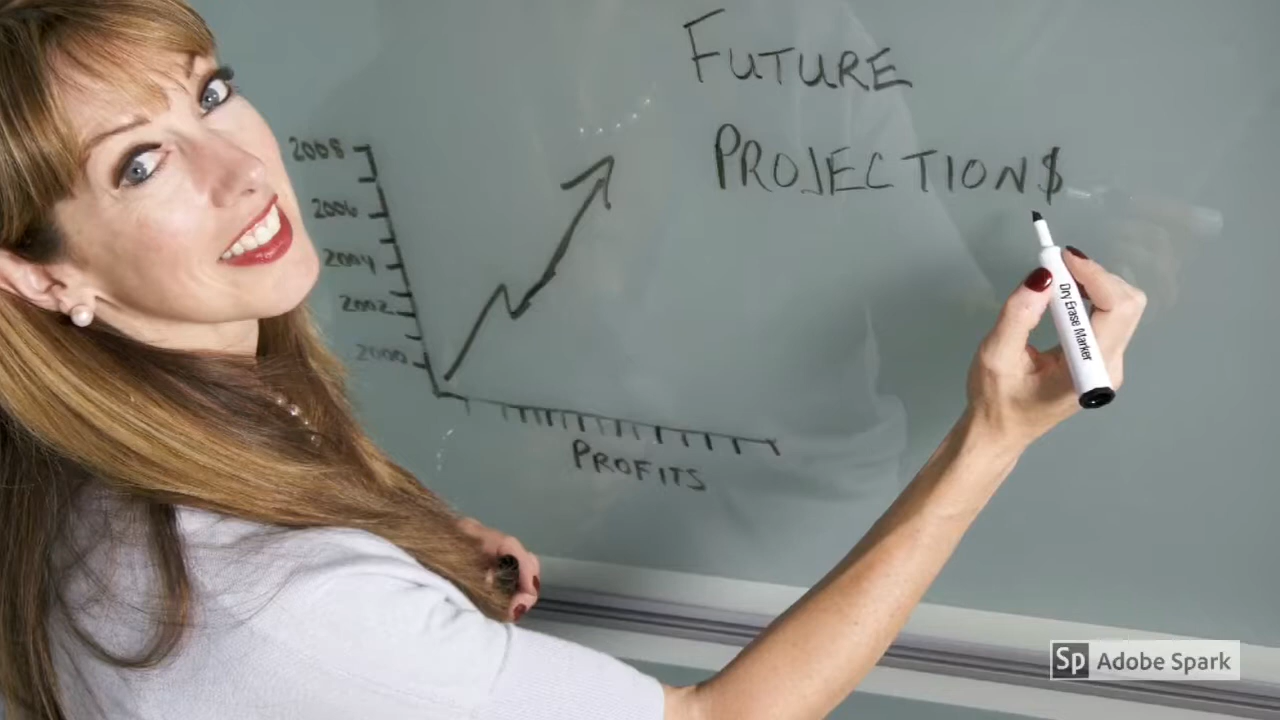 FUTURE
PROJECTION$
2008
2006
2004
2002
2000
PROFITS
Dry Erase Marker
Sp Adobe Spark